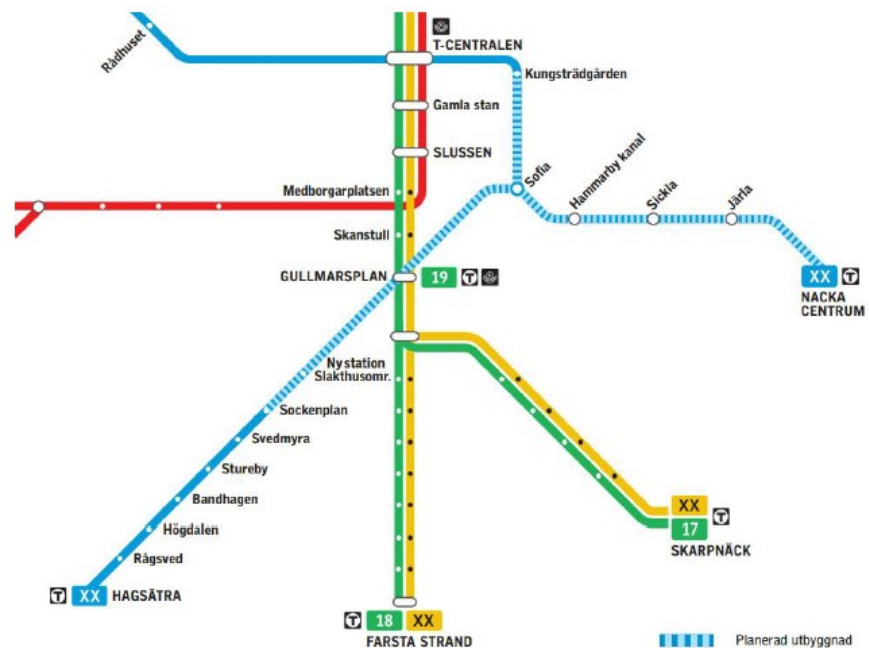 T-CENTRALEN
Rådhuset
Kungsträdgården
Gamla stan
SLUSSEN
Medborgarplatsen
Sofia
Hammarby kanal
Sickla
Järla
Skanstull
GULLMARSPLAN
19
T
XX
T
NACKA
CENTRUM
Ny station
Slakthusomr.
Sockenplan
Svedmyra
Stureby
Bandhagen
Högdalen
Rågsved
T
XX
HAGSÄTRA
XX
17
T
SKARPNÄCK
T
18
XX
FARSTA STRAND
Planerad utbyggnad